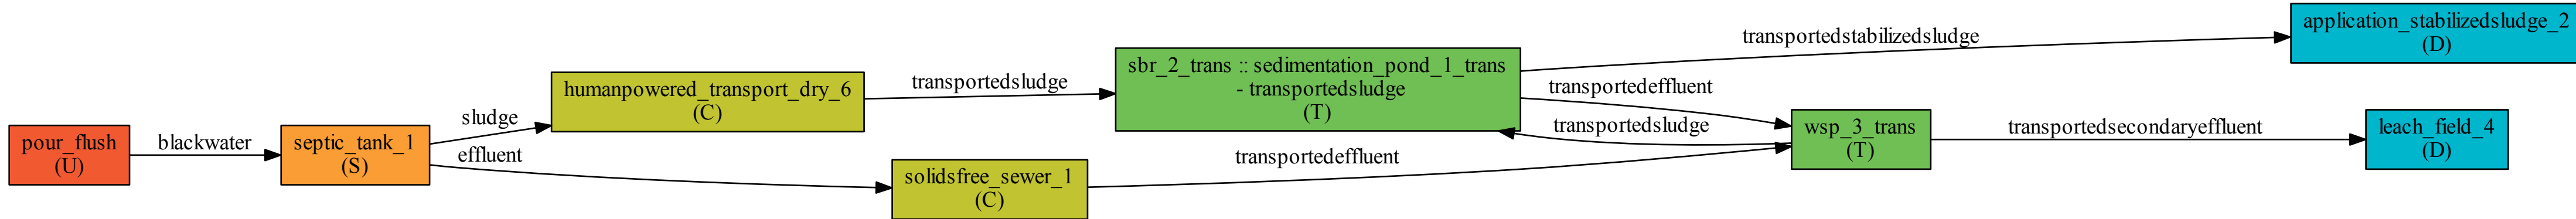 pour_flush
(U)
blackwater
septic_tank_1
(S)
sludge
effluent
humanpowered_transport_dry_6
(C)
solidsfree_sewer_1
(C)
transportedsludge
transportedeffluent
sbr_2_trans :: sedimentation_pond_1_trans
- transportedsludge
(T)
transportedstabilizedsludge
transportedeffluent
transportedsludge
wsp_3_trans
(T)
transportedsecondaryeffluent
application_stabilizedsludge_2
(D)
leach_field_4
(D)